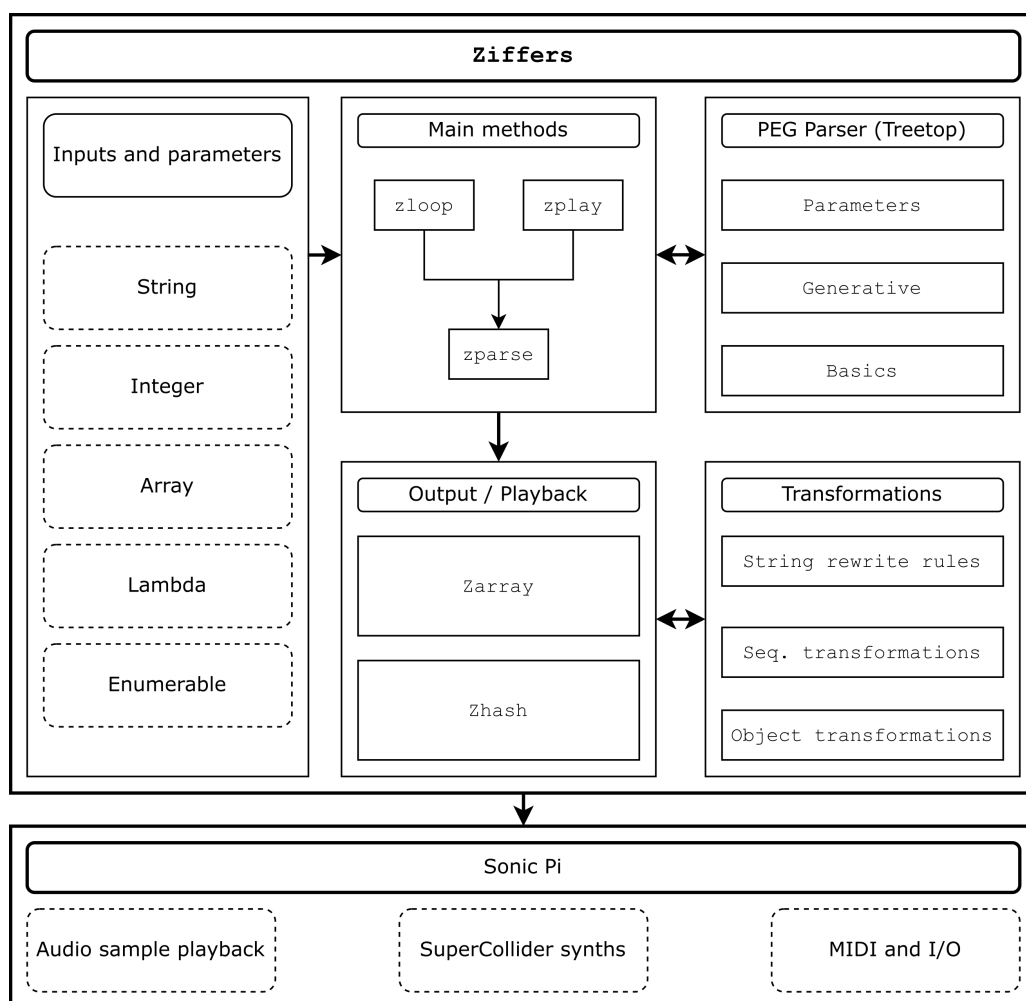 Ziffers
Inputs and parameters
String
Integer
Array
Lambda
Enumerable
Main methods
zloop
zplay
zparse
PEG Parser (Treetop)
Parameters
Generative
Basics
Output / Playback
Zarray
Zhash
Transformations
String rewrite rules
Seq. transformations
Object transformations
Sonic Pi
Audio sample playback
SuperCollider synths
MIDI and I/O